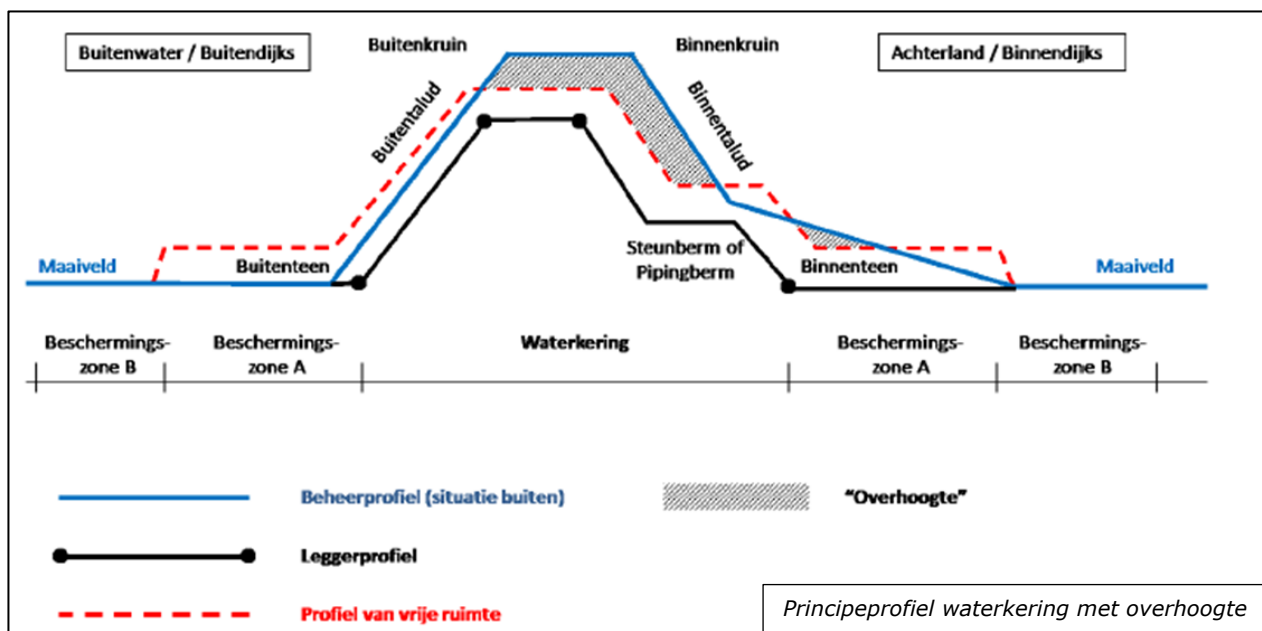 Buitenwater / Buitendijks
Buitenkruin
Binnenkruin
Achterland / Binnendijks
Buitentalud
Binnentalud
Maaiveld
Buitenteen
Steunberm of
Pipingberm
Binnenteen
Maaiveld
Beschermings-
zone B
Beschermings-
zone A
Waterkering
Beschermings-
zone A
Beschermings-
zone B
Beheerprofiel (situatie buiten)
"Overhoogte"
Leggerprofiel
Profiel van vrije ruimte
Principeprofiel waterkering met overhoogte